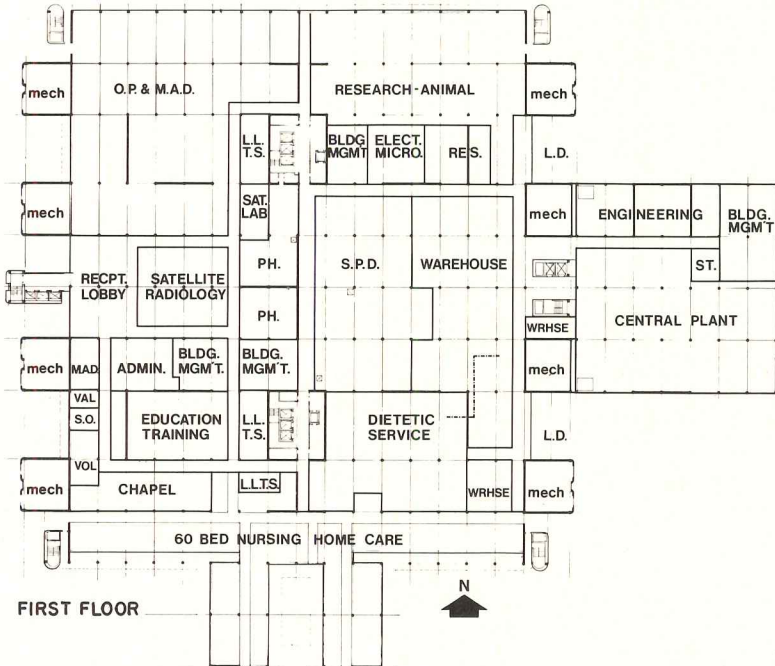 mech
O.P. & M.A.D.
RESEARCH - ANIMAL
mech
L.L.
T.S.
BLDG
MGMT
ELECT.
MICRO.
RES.
L.D.
mech
SAT.
LAB
mech
ENGINEERING
BLDG.
MGM'T
RECPT.
LOBBY
SATELLITE
RADIOLOGY
PH.
S.P.D.
WAREHOUSE
ST.
PH.
WRHSE
CENTRAL PLANT
mech
MAD
ADMIN.
BLDG.
MGM'T.
BLDG.
MGM'T.
mech
VAL
S.O.
EDUCATION
TRAINING
L.L.
T.S.
DIETETIC
SERVICE
L.D.
VOL
mech
CHAPEL
L.L.T.S.
WRHSE
mech
60 BED NURSING HOME CARE
N
FIRST FLOOR